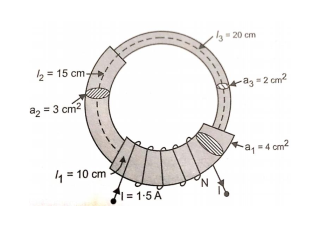 l₃ = 20 cm
l₂ = 15 cm
a₃ = 2 cm²
a₂ = 3 cm²
a₁ = 4 cm²
l₁ = 10 cm
N
I
I = 1·5 A